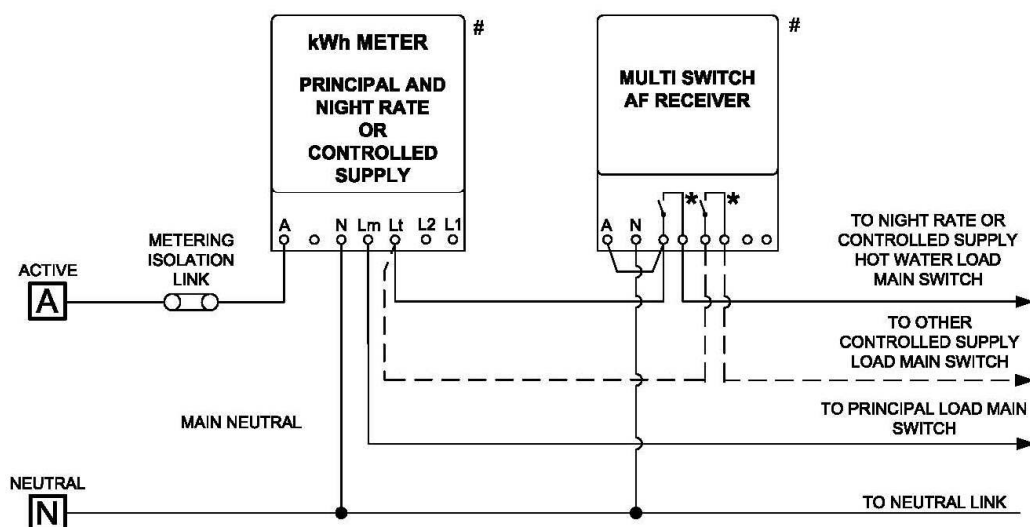 kWh METER
PRINCIPAL AND
NIGHT RATE
OR
CONTROLLED
SUPPLY
#
A N Lm Lt L2 L1
MULTI SWITCH
AF RECEIVER
#
* *
A N
METERING
ISOLATION
LINK
ACTIVE
A
TO NIGHT RATE OR
CONTROLLED SUPPLY
HOT WATER LOAD
MAIN SWITCH
TO OTHER
CONTROLLED SUPPLY
LOAD MAIN SWITCH
MAIN NEUTRAL
TO PRINCIPAL LOAD MAIN
SWITCH
NEUTRAL
N
TO NEUTRAL LINK